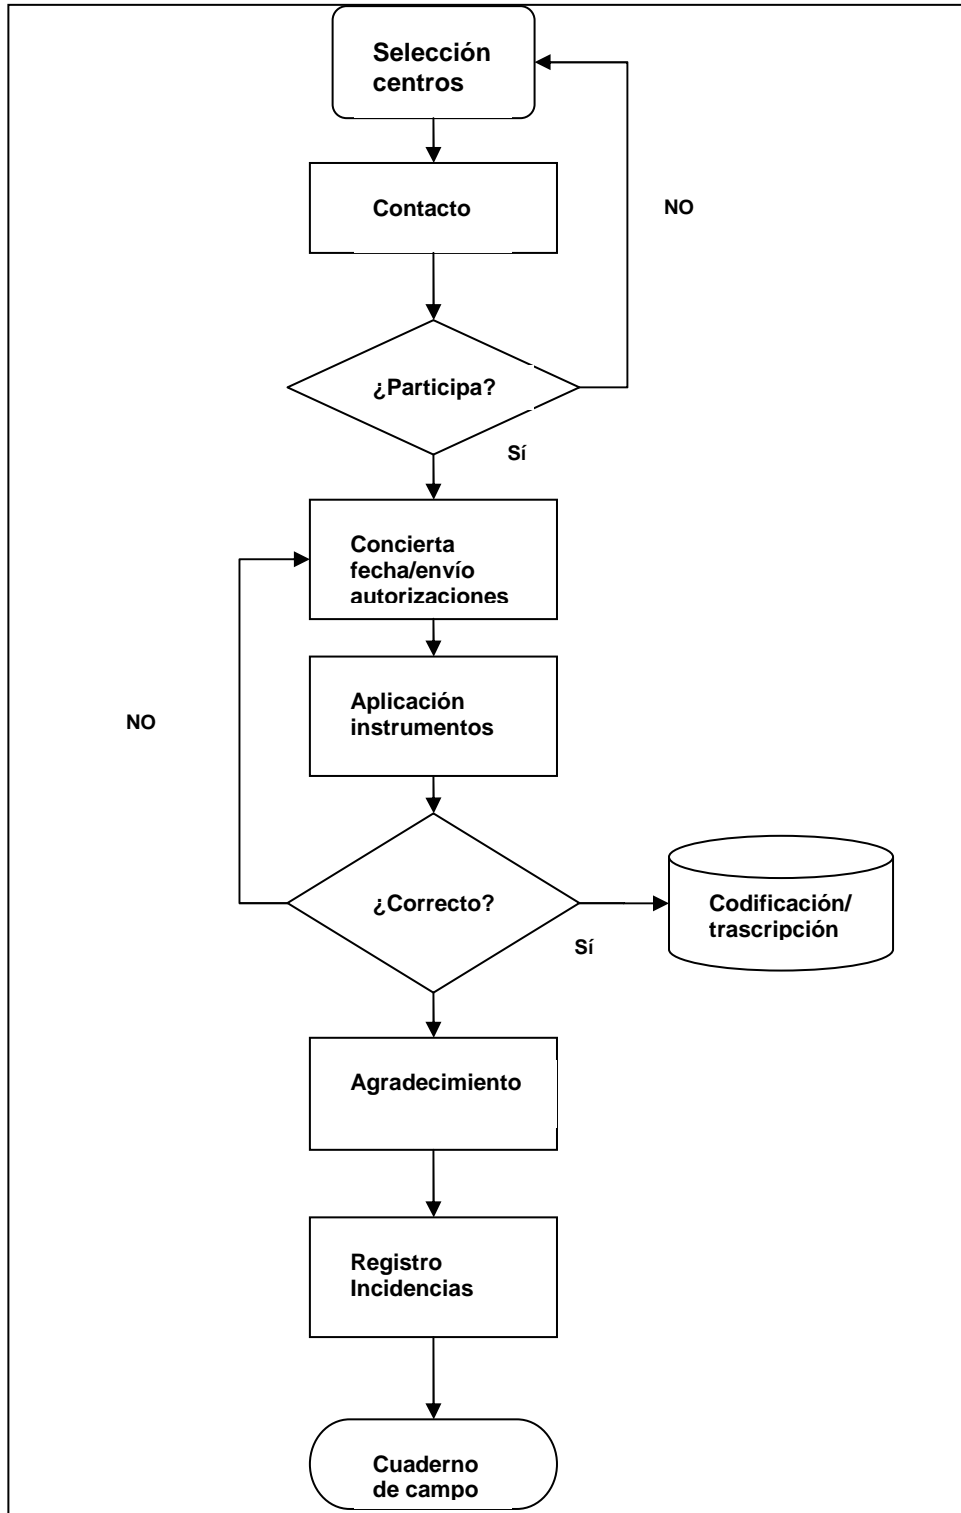 Selección
centros
Contacto
NO
¿Participa?
Sí
Concierta
fecha/envío
autorizaciones
Aplicación
instrumentos
NO
¿Correcto?
Codificación/
trascripción
Sí
Agradecimiento
Registro
Incidencias
Cuaderno
de campo